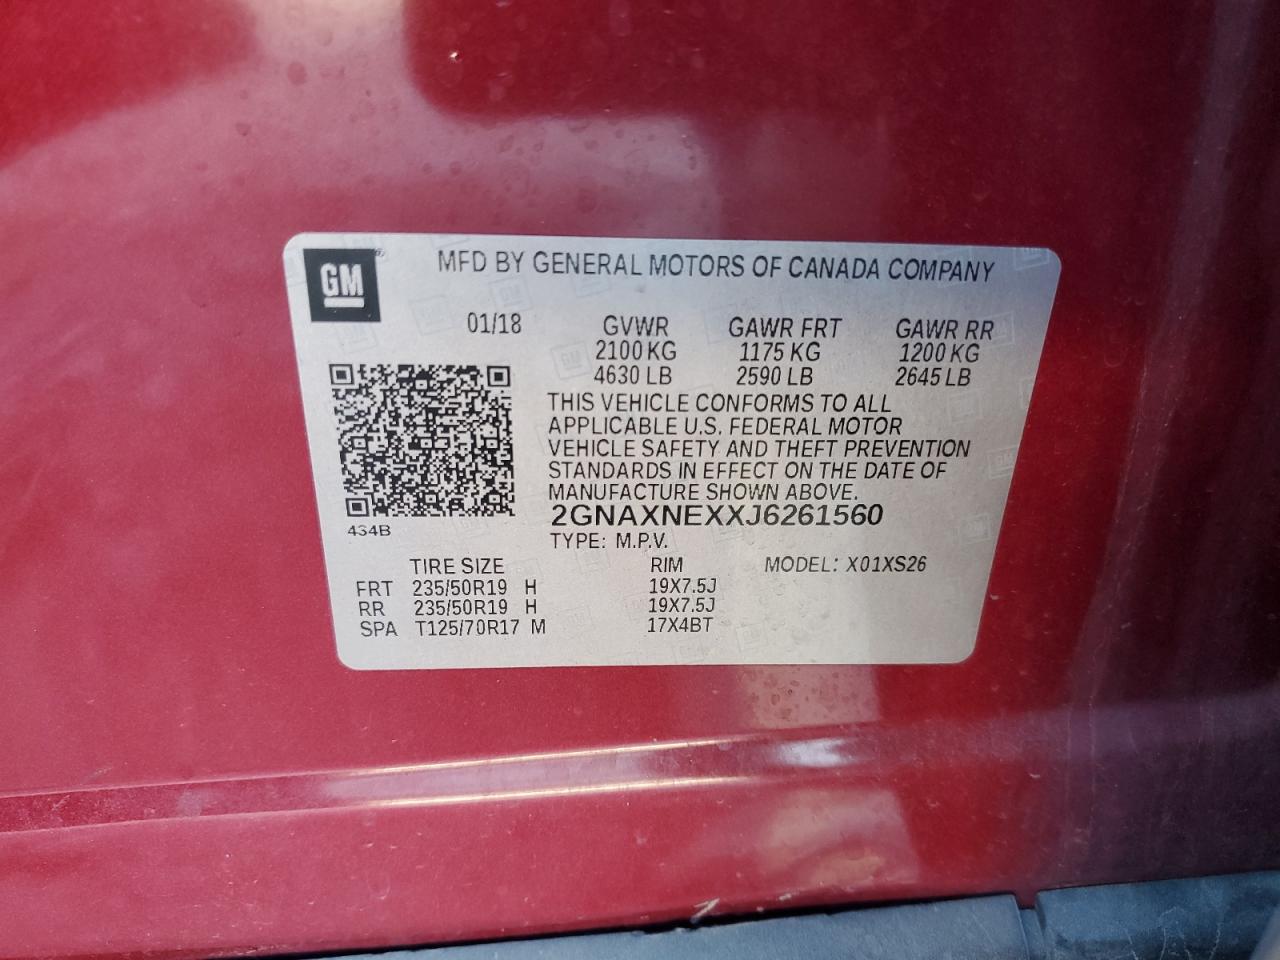 GM
MFD BY GENERAL MOTORS OF CANADA COMPANY
01/18 GVWR GAWR FRT GAWR RR
2100 KG 1175 KG 1200 KG
4630 LB 2590 LB 2645 LB
THIS VEHICLE CONFORMS TO ALL
APPLICABLE U.S. FEDERAL MOTOR
VEHICLE SAFETY AND THEFT PREVENTION
STANDARDS IN EFFECT ON THE DATE OF
MANUFACTURE SHOWN ABOVE.
2GNAXNEXXJ6261560
434B
TYPE: M.P.V.
TIRE SIZE RIM MODEL: X01XS26
FRT 235/50R19 H 19X7.5J
RR 235/50R19 H 19X7.5J
SPA T125/70R17 M 17X4BT